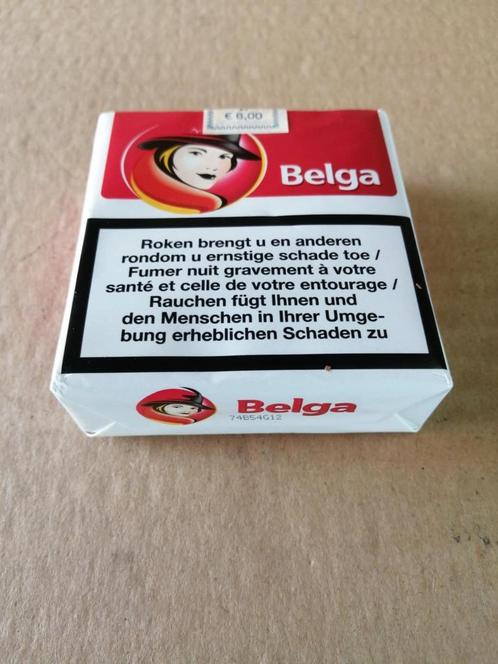 € 6,00
Belga
Roken brengt u en anderen
rondom u ernstige schade toe /
Fumer nuit gravement à votre
santé et celle de votre entourage /
Rauchen fügt Ihnen und
den Menschen in Ihrer Umge-
bung erheblichen Schaden zu
Belga
74B54G12